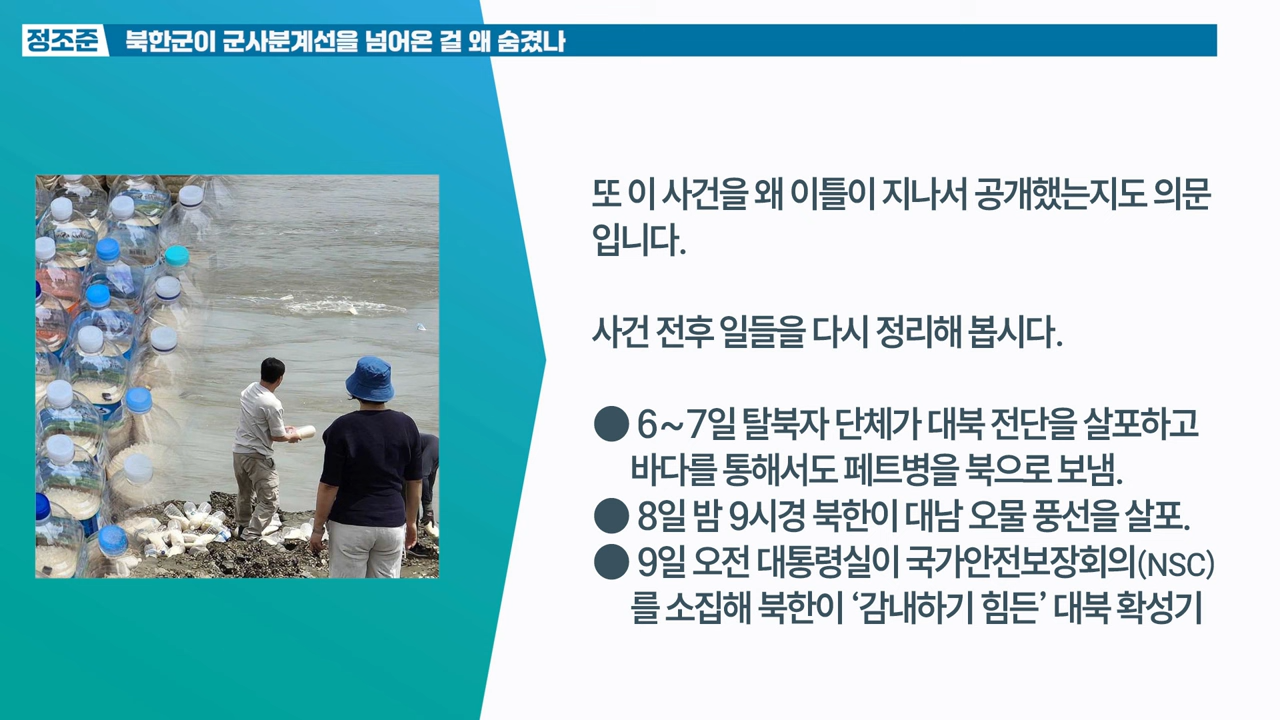 정조준 북한군이 군사분계선을 넘어온 걸 왜 숨겼나
또 이 사건을 왜 이틀이 지나서 공개했는지도 의문
입니다.
사건 전후 일들을 다시 정리해 봅시다.
● 6~7일 탈북자 단체가 대북 전단을 살포하고
바다를 통해서도 페트병을 북으로 보냄.
● 8일 밤 9시경 북한이 대남 오물 풍선을 살포.
● 9일 오전 대통령실이 국가안전보장회의(NSC)
를 소집해 북한이 ‘감내하기 힘든’ 대북 확성기